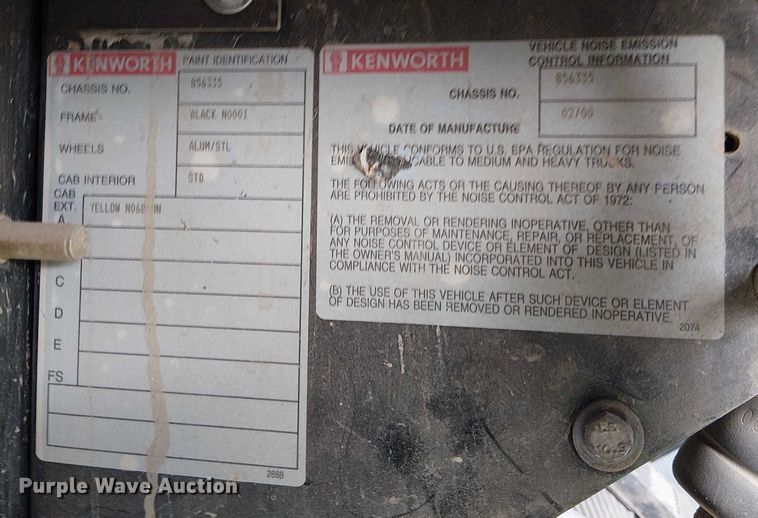 KENWORTH
PAINT IDENTIFICATION
CHASSIS NO. 856335
FRAME BLACK N0001
WHEELS ALUM/STL
CAB INTERIOR STD
CAB
EXT.
A YELLOW
C
D
E
FS
2888
KENWORTH
VEHICLE NOISE EMISSION
CONTROL INFORMATION
CHASSIS NO. 856335
02/00
DATE OF MANUFACTURE
THIS VEHICLE CONFORMS TO U.S. EPA REGULATION FOR NOISE
TO MEDIUM AND HEAVY TRUCKS.
THE FOLLOWING ACTS OR THE CAUSING THEREOF BY ANY PERSON
ARE PROHIBITED BY THE NOISE CONTROL ACT OF 1972:
(A) THE REMOVAL OR RENDERING INOPERATIVE, OTHER THAN
FOR PURPOSES OF MAINTENANCE, REPAIR, OR REPLACEMENT, OF
ANY NOISE CONTROL DEVICE OR ELEMENT OF DESIGN (LISTED IN
THE OWNER'S MANUAL) INCORPORATED INTO THIS VEHICLE IN
COMPLIANCE WITH THE NOISE CONTROL ACT.
(B) THE USE OF THIS VEHICLE AFTER SUCH DEVICE OR ELEMENT
OF DESIGN HAS BEEN REMOVED OR RENDERED INOPERATIVE.
2074
Purple Wave Auction